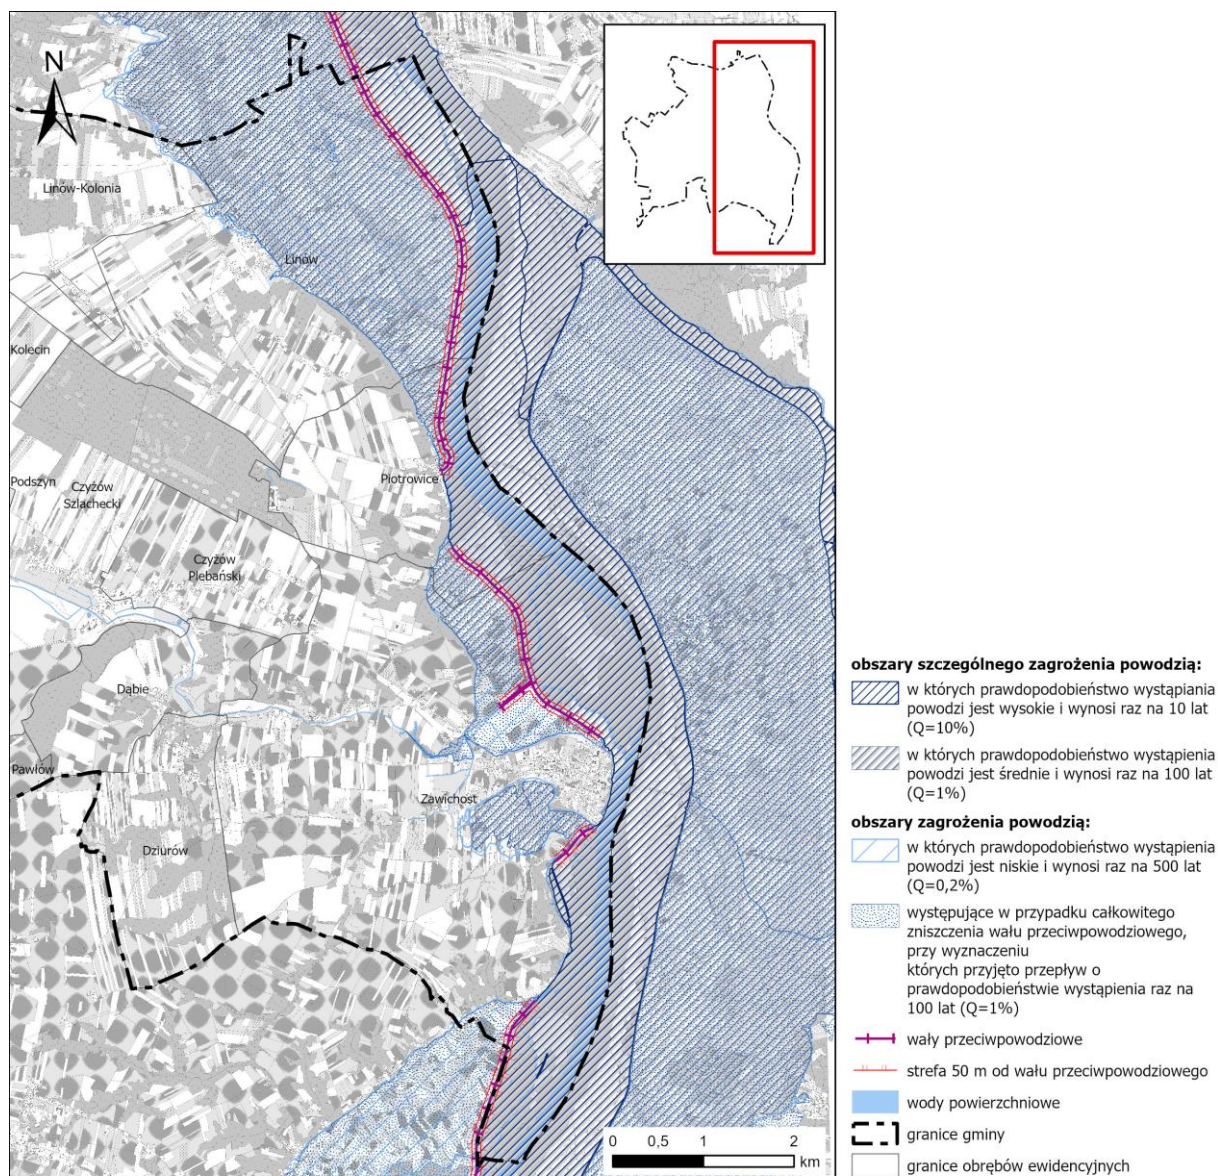 N
Linów-Kolonia
Linów
Kolecin
Piotrowice
Podszyn
Czyżów
Szlachecki
Czyżów
Plebański
Dąbie
Pawłów
Zawichost
Dziurów
0 0,5 1 2
km
obszary szczególnego zagrożenia powodzią:
w których prawdopodobieństwo wystąpiania
powodzi jest wysokie i wynosi raz na 10 lat
(Q=10%)
w których prawdopodobieństwo wystąpienia
powodzi jest średnie i wynosi raz na 100 lat
(Q=1%)
obszary zagrożenia powodzią:
w których prawdopodobieństwo wystąpienia
powodzi jest niskie i wynosi raz na 500 lat
(Q=0,2%)
występujące w przypadku całkowitego
zniszczenia wału przeciwpowodziowego,
przy wyznaczeniu
których przyjęto przepływ o
prawdopodobieństwie wystąpienia raz na
100 lat (Q=1%)
wały przeciwpowodziowe
strefa 50 m od wału przeciwpowodziowego
wody powierzchniowe
granice gminy
granice obrębów ewidencyjnych